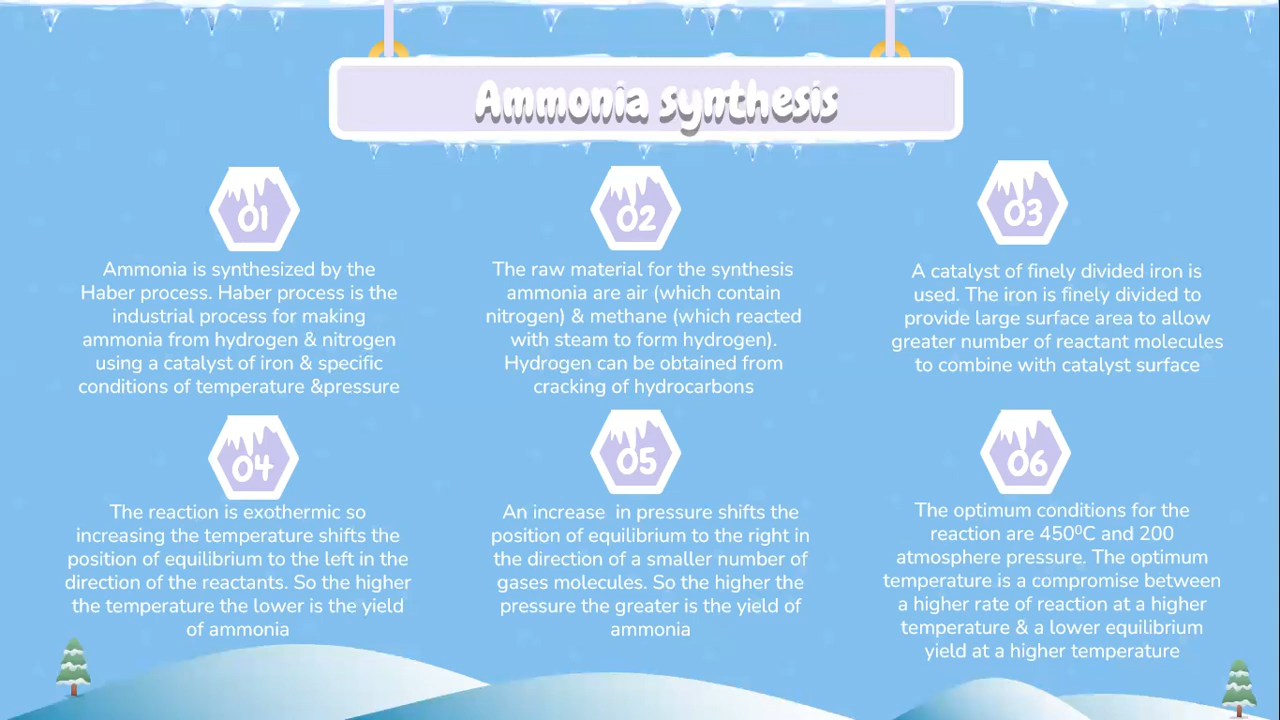 Ammonia synthesis
01
Ammonia is synthesized by the
Haber process. Haber process is the
industrial process for making
ammonia from hydrogen & nitrogen
using a catalyst of iron & specific
conditions of temperature &pressure
02
The raw material for the synthesis
ammonia are air (which contain
nitrogen) & methane (which reacted
with steam to form hydrogen).
Hydrogen can be obtained from
cracking of hydrocarbons
03
A catalyst of finely divided iron is
used. The iron is finely divided to
provide large surface area to allow
greater number of reactant molecules
to combine with catalyst surface
04
The reaction is exothermic so
increasing the temperature shifts the
position of equilibrium to the left in the
direction of the reactants. So the higher
the temperature the lower is the yield
of ammonia
05
An increase  in pressure shifts the
position of equilibrium to the right in
the direction of a smaller number of
gases molecules. So the higher the
pressure the greater is the yield of
ammonia
06
The optimum conditions for the
reaction are 450⁰C and 200
atmosphere pressure. The optimum
temperature is a compromise between
a higher rate of reaction at a higher
temperature & a lower equilibrium
yield at a higher temperature